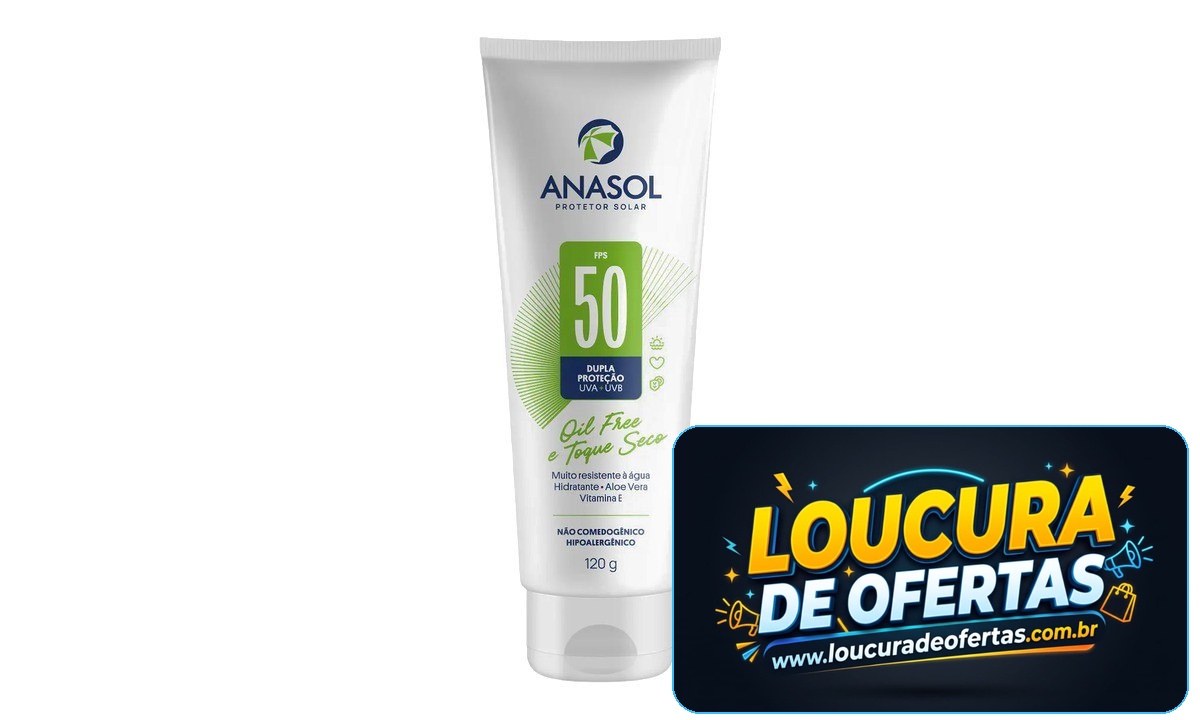 ANASOL
PROTETOR SOLAR
FPS
50
DUPLA
PROTEÇÃO
UVA + UVB
Oil Free
e Toque Seco
Muito resistente à água
Hidratante • Aloe Vera
Vitamina E
NÃO COMEDOGÊNICO
HIPOALERGÊNICO
120 g
LOUCURA
DE OFERTAS
www.loucuradeofertas.com.br